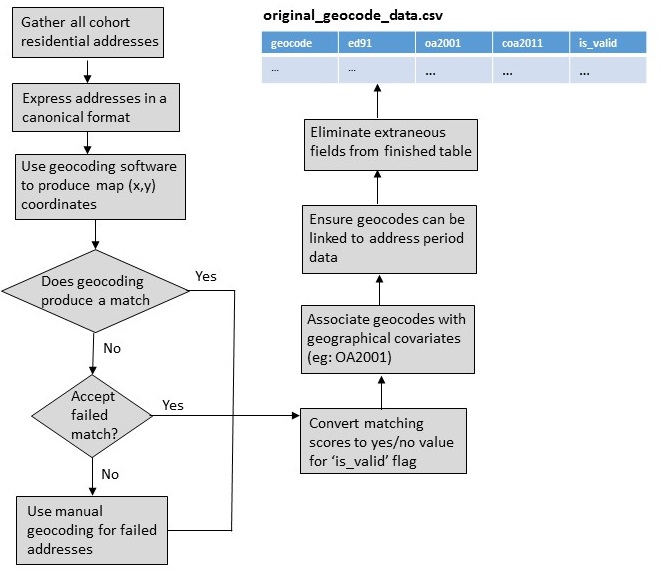 Gather all cohort
residential addresses
Express addresses in a
canonical format
Use geocoding software
to produce map (x,y)
coordinates
Does geocoding
produce a match
Yes
No
Accept
failed
match?
Yes
No
Use manual
geocoding for failed
addresses
Convert matching
scores to yes/no value
for ‘is_valid’ flag
Associate geocodes with
geographical covariates
(eg: OA2001)
Ensure geocodes can be
linked to address period
data
Eliminate extraneous
fields from finished table
original_geocode_data.csv
geocode ed91 oa2001 coa2011 is_valid
... ... ... ... ...